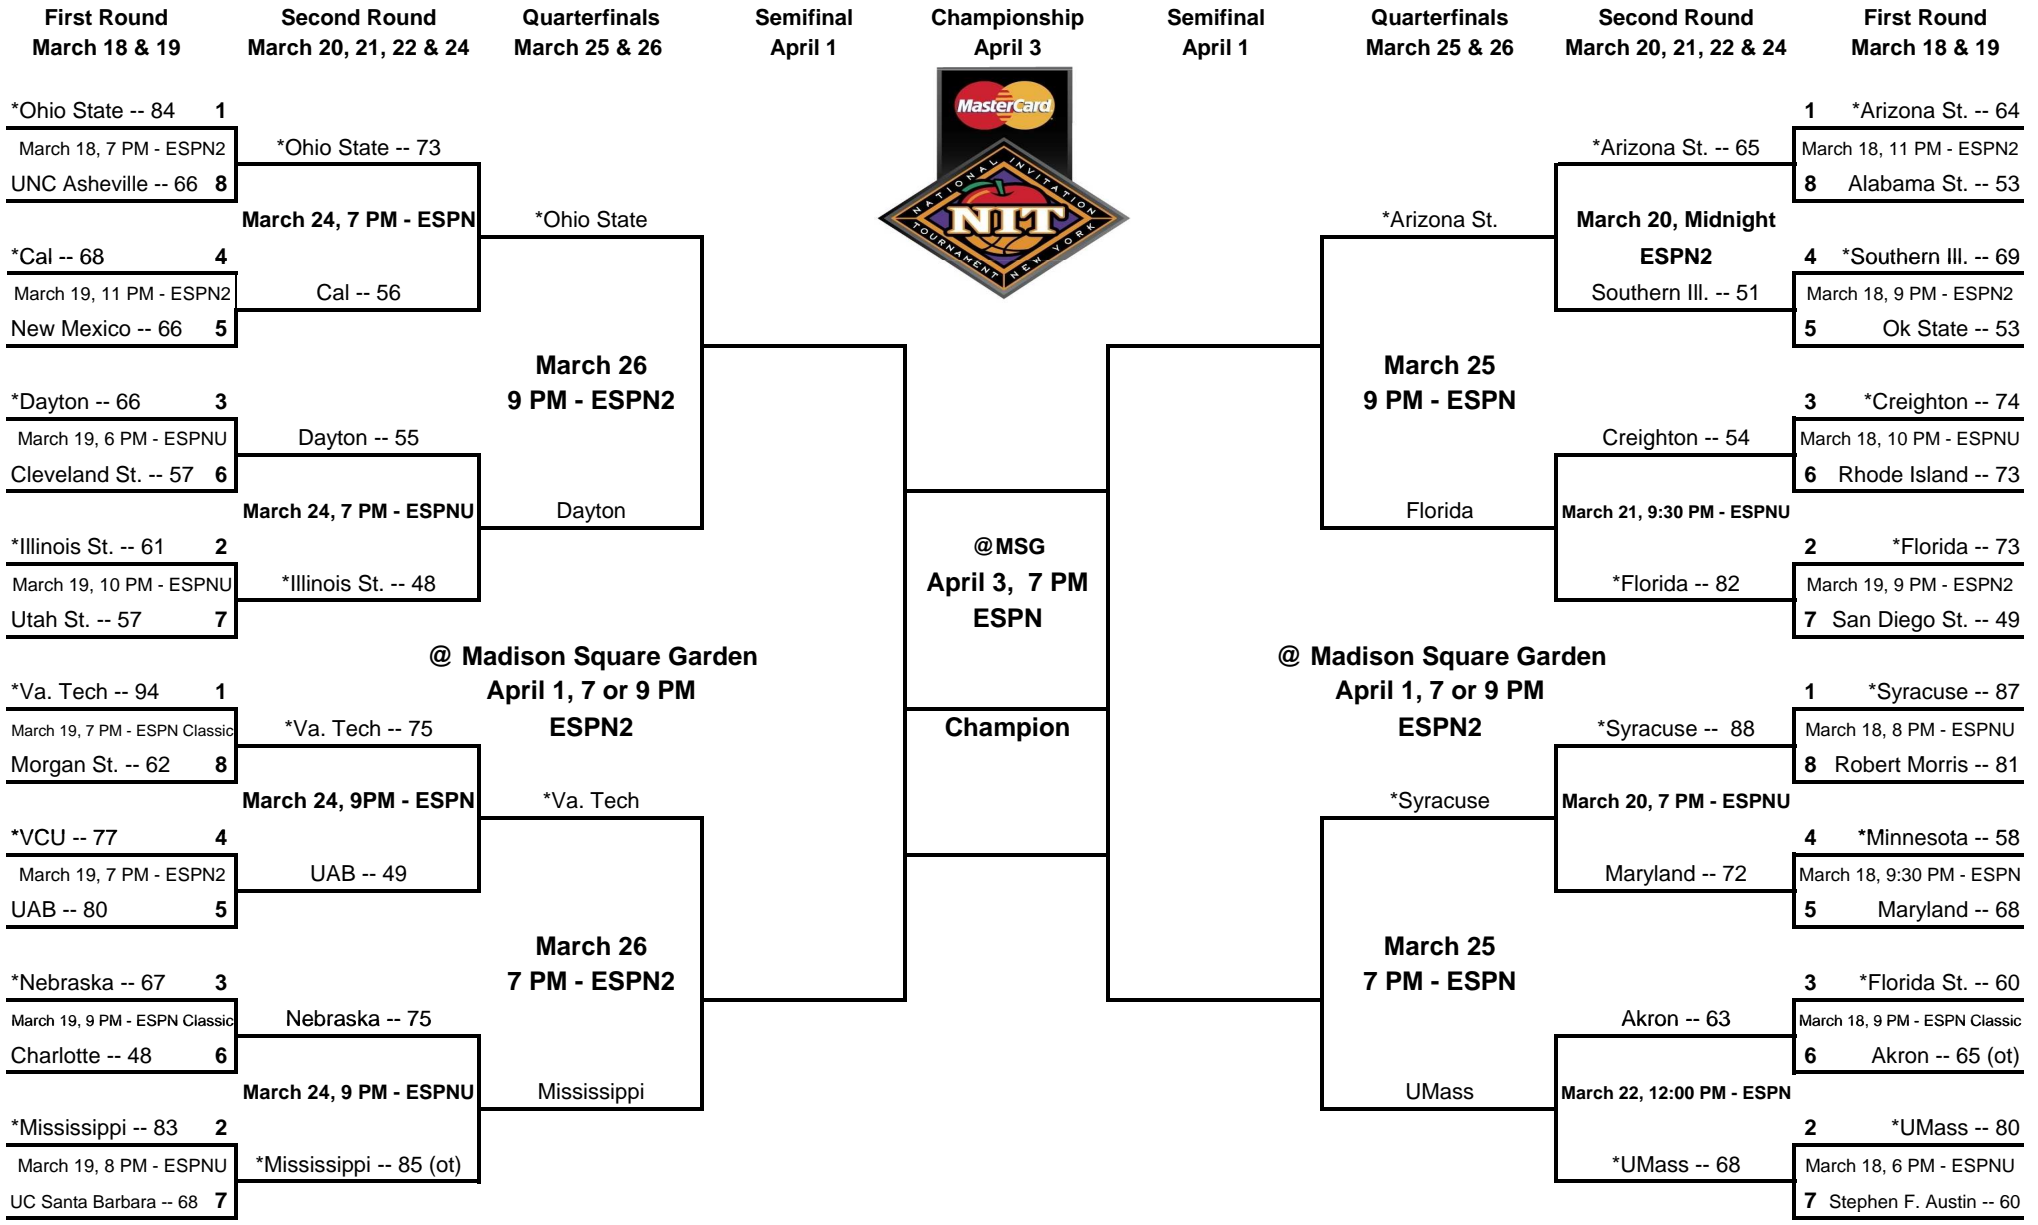 First Round
March 18 & 19
Second Round
March 20, 21, 22 & 24
Quarterfinals
March 25 & 26
Semifinal
April 1
Championship
April 3
Semifinal
April 1
Quarterfinals
March 25 & 26
Second Round
March 20, 21, 22 & 24
First Round
March 18 & 19
*Ohio State -- 84 1
March 18, 7 PM - ESPN2
UNC Asheville -- 66 8
*Cal -- 68 4
March 19, 11 PM - ESPN2
New Mexico -- 66 5
*Dayton -- 66 3
March 19, 6 PM - ESPNU
Cleveland St. -- 57 6
*Illinois St. -- 61 2
March 19, 10 PM - ESPNU
Utah St. -- 57 7
*Va. Tech -- 94 1
March 19, 7 PM - ESPN Classic
Morgan St. -- 62 8
*VCU -- 77 4
March 19, 7 PM - ESPN2
UAB -- 80 5
*Nebraska -- 67 3
March 19, 9 PM - ESPN Classic
Charlotte -- 48 6
*Mississippi -- 83 2
March 19, 8 PM - ESPNU
UC Santa Barbara -- 68 7
*Ohio State -- 73
March 24, 7 PM - ESPN
Cal -- 56
Dayton -- 55
March 24, 7 PM - ESPNU
*Illinois St. -- 48
*Va. Tech -- 75
March 24, 9PM - ESPN
UAB -- 49
Nebraska -- 75
March 24, 9 PM - ESPNU
*Mississippi -- 85 (ot)
*Ohio State
March 26
9 PM - ESPN2
Dayton
@ Madison Square Garden
April 1, 7 or 9 PM
ESPN2
*Va. Tech
March 26
7 PM - ESPN2
Mississippi
MasterCard
NATIONAL INVITATION
NIT
TOURNAMENT NEW YORK
@MSG
April 3, 7 PM
ESPN
Champion
*Arizona St.
March 25
9 PM - ESPN
Florida
@ Madison Square Garden
April 1, 7 or 9 PM
ESPN2
*Syracuse
March 25
7 PM - ESPN
UMass
*Arizona St. -- 65
March 20, Midnight
ESPN2
Southern Ill. -- 51
Creighton -- 54
March 21, 9:30 PM - ESPNU
*Florida -- 82
*Syracuse -- 88
March 20, 7 PM - ESPNU
Maryland -- 72
Akron -- 63
March 22, 12:00 PM - ESPN
*UMass -- 68
1 *Arizona St. -- 64
March 18, 11 PM - ESPN2
8 Alabama St. -- 53
4 *Southern Ill. -- 69
March 18, 9 PM - ESPN2
5 Ok State -- 53
3 *Creighton -- 74
March 18, 10 PM - ESPNU
6 Rhode Island -- 73
2 *Florida -- 73
March 19, 9 PM - ESPN2
7 San Diego St. -- 49
1 *Syracuse -- 87
March 18, 8 PM - ESPNU
8 Robert Morris -- 81
4 *Minnesota -- 58
March 18, 9:30 PM - ESPN
5 Maryland -- 68
3 *Florida St. -- 60
March 18, 9 PM - ESPN Classic
6 Akron -- 65 (ot)
2 *UMass -- 80
March 18, 6 PM - ESPNU
7 Stephen F. Austin -- 60